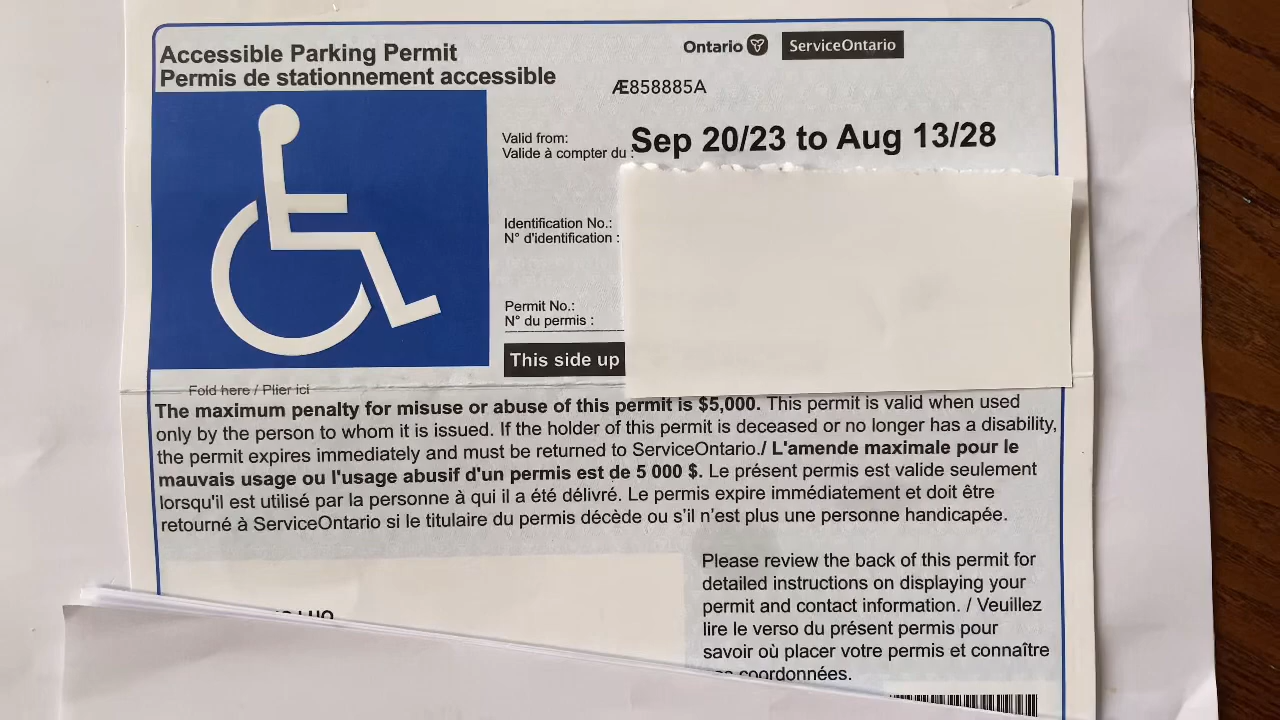 Accessible Parking Permit
Permis de stationnement accessible
Ontario
ServiceOntario
Æ858885A
Valid from:
Valide à compter du :
Sep 20/23 to Aug 13/28
Identification No.:
N° d'identification :
Permit No.:
N° du permis :
This side up
Fold here / Plier ici
The maximum penalty for misuse or abuse of this permit is $5,000. This permit is valid when used
only by the person to whom it is issued. If the holder of this permit is deceased or no longer has a disability,
the permit expires immediately and must be returned to ServiceOntario./ L'amende maximale pour le
mauvais usage ou l'usage abusif d'un permis est de 5 000 $. Le présent permis est valide seulement
lorsqu'il est utilisé par la personne à qui il a été délivré. Le permis expire immédiatement et doit être
retourné à ServiceOntario si le titulaire du permis décède ou s'il n'est plus une personne handicapée.
Please review the back of this permit for
detailed instructions on displaying your
permit and contact information. / Veuillez
lire le verso du présent permis pour
savoir où placer votre permis et connaître
coordonnées.